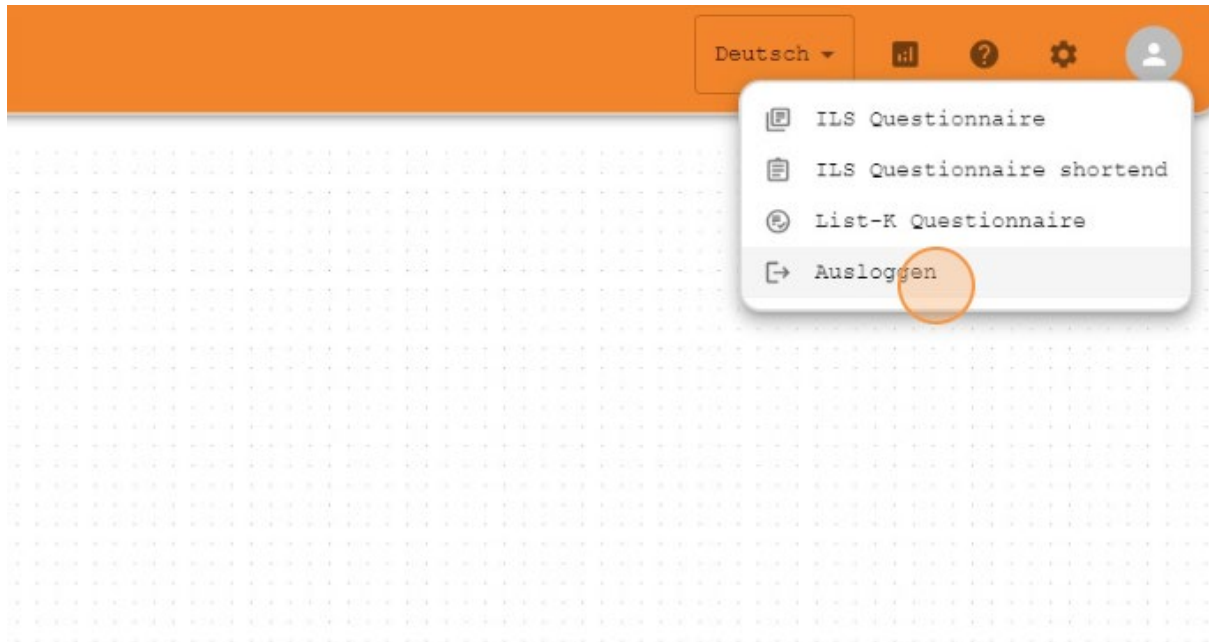 Deutsch
ILS Questionnaire
ILS Questionnaire shortend
List-K Questionnaire
Ausloggen